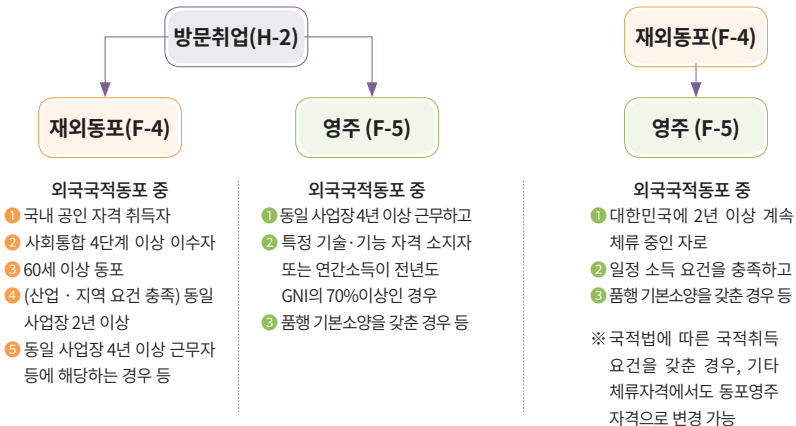 방문취업(H-2)
재외동포(F-4)
영주 (F-5)
외국국적동포 중
1 국내 공인 자격 취득자
2 사회통합 4단계 이상 이수자
3 60세 이상 동포
4 (산업 · 지역 요건 충족) 동일
사업장 2년 이상
5 동일 사업장 4년 이상 근무자
등에 해당하는 경우 등
외국국적동포 중
1 동일 사업장 4년 이상 근무하고
2 특정 기술·기능 자격 소지자
또는 연간소득이 전년도
GNI의 70%이상인 경우
3 품행 기본소양을 갖춘 경우 등
재외동포(F-4)
영주 (F-5)
외국국적동포 중
1 대한민국에 2년 이상 계속
체류 중인 자로
2 일정 소득 요건을 충족하고
3 품행 기본소양을 갖춘 경우 등
※ 국적법에 따른 국적취득
요건을 갖춘 경우, 기타
체류자격에서도 동포영주
자격으로 변경 가능